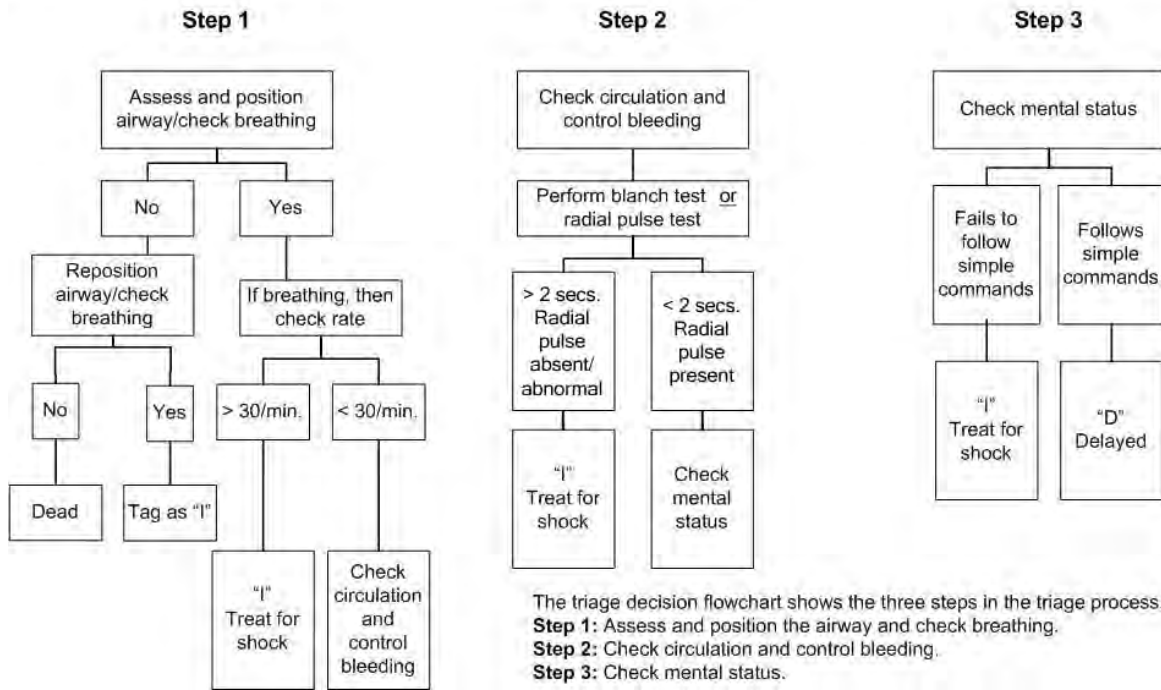 Step 1
Assess and position
airway/check breathing
No
Yes
Reposition
airway/check
breathing
If breathing, then
check rate
No
Yes
> 30/min.
< 30/min.
Dead
Tag as “I”
“I”
Treat for
shock
Check
circulation
and
control
bleeding
Step 2
Check circulation and
control bleeding
Perform blanch test or
radial pulse test
> 2 secs.
Radial
pulse
absent/
abnormal
< 2 secs.
Radial
pulse
present
“I”
Treat for
shock
Check
mental
status
Step 3
Check mental status
Fails to
follow
simple
commands
Follows
simple
commands
“I”
Treat for
shock
“D”
Delayed
The triage decision flowchart shows the three steps in the triage process
Step 1: Assess and position the airway and check breathing.
Step 2: Check circulation and control bleeding.
Step 3: Check mental status.